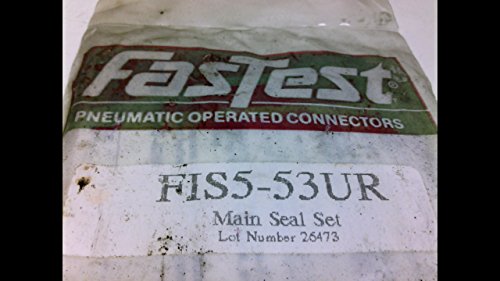 FasTest
PNEUMATIC OPERATED CONNECTORS
FIS5-53UR
Main Seal Set
Lot Number 26473